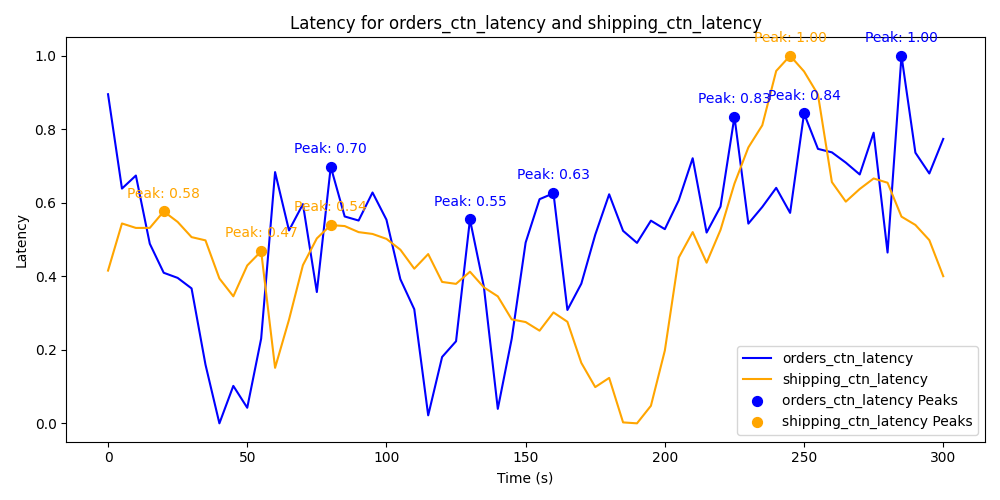 Latency for orders_ctn_latency and shipping_ctn_latency
Peak: 1.00
Peak: 1.00
Peak: 0.83
Peak: 0.84
Peak: 0.70
Peak: 0.63
Peak: 0.58
Peak: 0.54
Peak: 0.55
Peak: 0.47
Latency
1.0
0.8
0.6
0.4
0.2
0.0
0
50
100
150
200
250
300
Time (s)
orders_ctn_latency
shipping_ctn_latency
orders_ctn_latency Peaks
shipping_ctn_latency Peaks